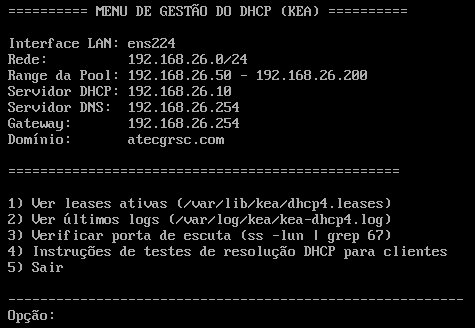 ========== MENU DE GESTÃO DO DHCP (KEA) ==========
Interface LAN: ens224
Rede: 192.168.26.0/24
Range da Pool: 192.168.26.50 - 192.168.26.200
Servidor DHCP: 192.168.26.10
Servidor DNS: 192.168.26.254
Gateway: 192.168.26.254
Domínio: atecgrsc.com
=================================================
1) Ver leases ativas (/var/lib/kea/dhcp4.leases)
2) Ver últimos logs (/var/log/kea/kea-dhcp4.log)
3) Verificar porta de escuta (ss -lun | grep 67)
4) Instruções de testes de resolução DHCP para clientes
5) Sair
---------------------------------------------------------
Opção: